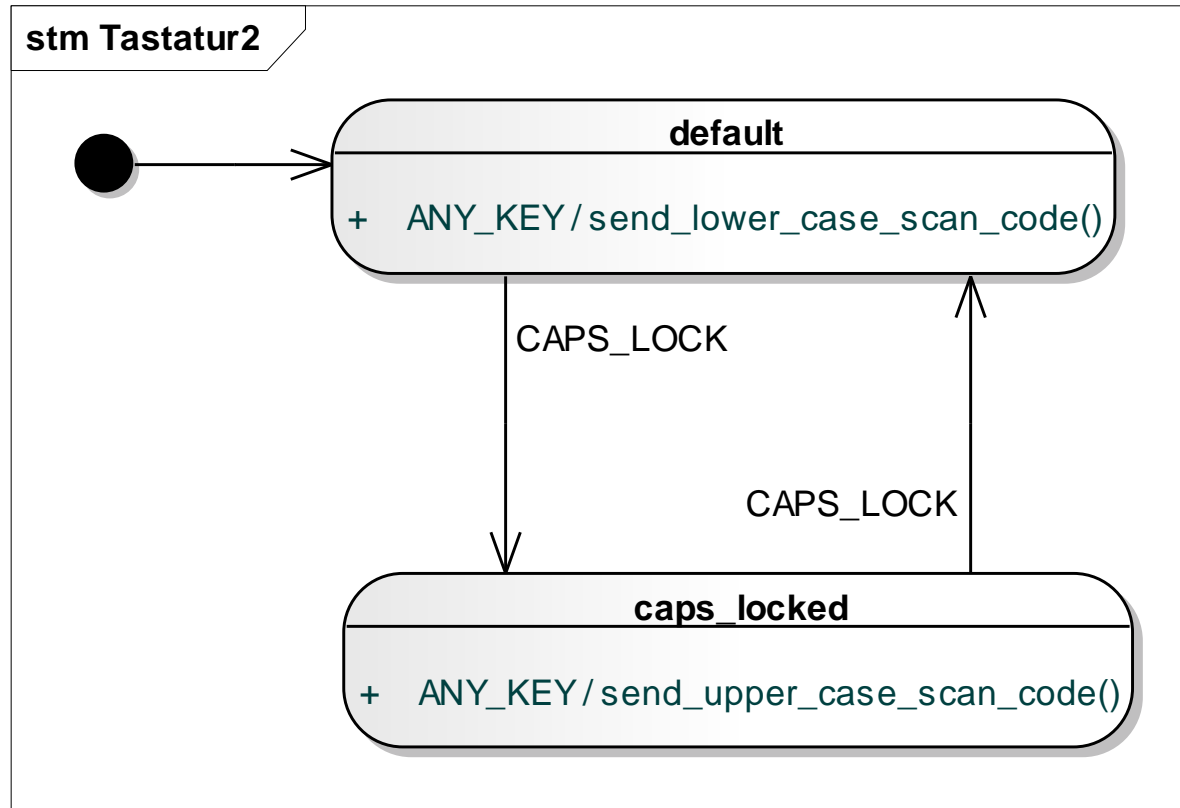 stm Tastatur2
default
+ ANY_KEY / send_lower_case_scan_code()
CAPS_LOCK
CAPS_LOCK
caps_locked
+ ANY_KEY / send_upper_case_scan_code()